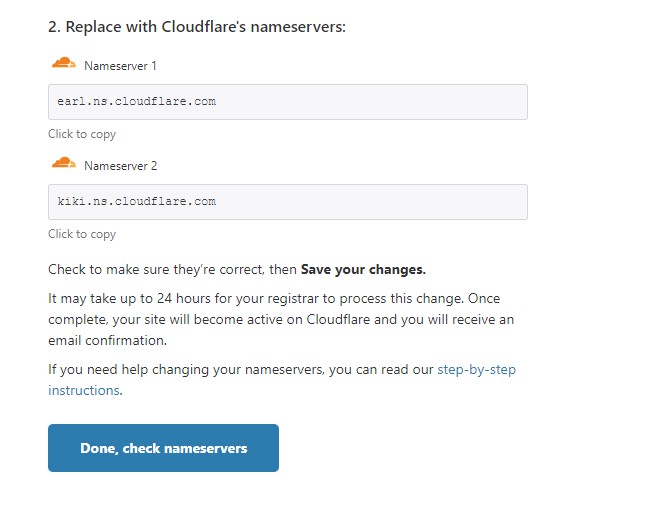 2. Replace with Cloudflare's nameservers:
Nameserver 1
earl.ns.cloudflare.com
Click to copy
Nameserver 2
kiki.ns.cloudflare.com
Click to copy
Check to make sure they're correct, then Save your changes.
It may take up to 24 hours for your registrar to process this change. Once
complete, your site will become active on Cloudflare and you will receive an
email confirmation.
If you need help changing your nameservers, you can read our step-by-step
instructions.
Done, check nameservers